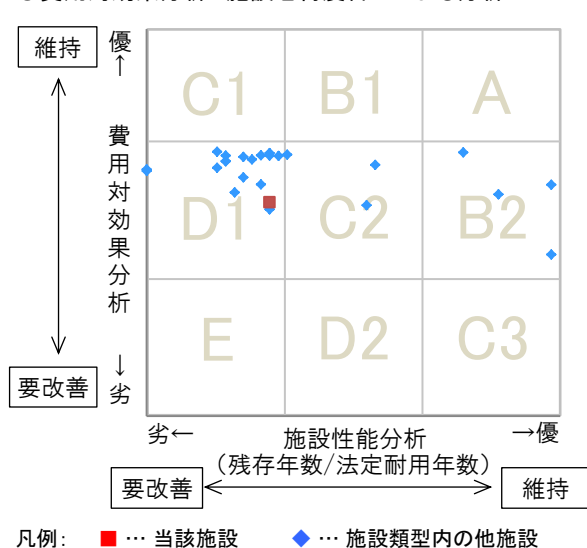 維持
優
↑
C1 B1 A
費用対効果分析
D1 C2 B2
E D2 C3
↓
劣
要改善
劣← 施設性能分析 →優
(残存年数/法定耐用年数)
要改善 維持
凡例: … 当該施設 … 施設類型内の他施設